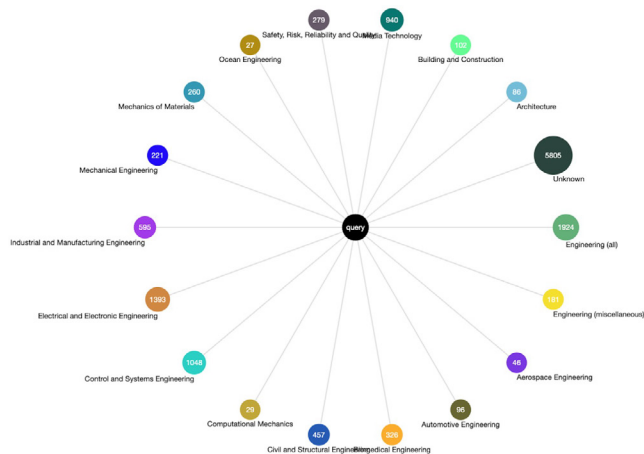 279
Safety, Risk, Reliability and Quality
940
Media Technology
27
Ocean Engineering
102
Building and Construction
260
Mechanics of Materials
86
Architecture
221
Mechanical Engineering
5805
Unknown
query
595
Industrial and Manufacturing Engineering
1924
Engineering (all)
1393
Electrical and Electronic Engineering
181
Engineering (miscellaneous)
1048
Control and Systems Engineering
46
Aerospace Engineering
29
Computational Mechanics
96
Automotive Engineering
457
Civil and Structural Engineering
326
Biomedical Engineering